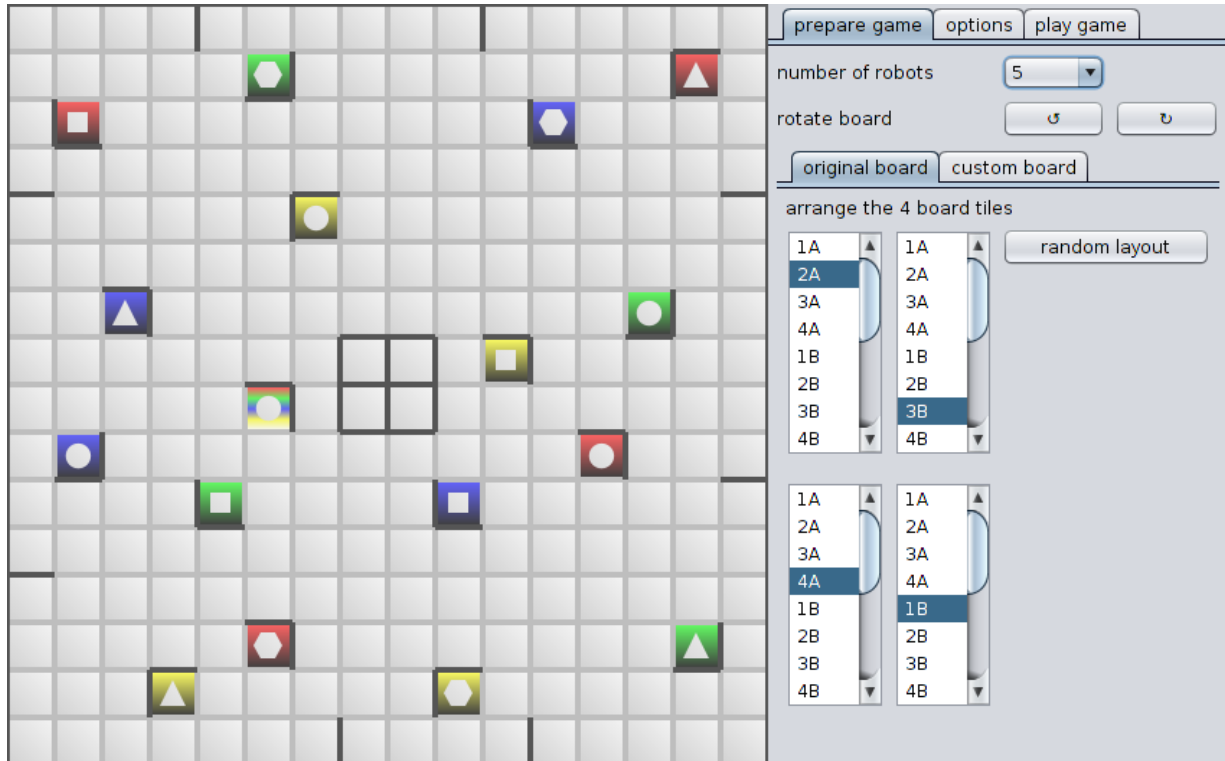 prepare game options play game
number of robots 5
rotate board ↺ ↻
original board custom board
arrange the 4 board tiles
1A 1A random layout
2A 2A
3A 3A
4A 4A
1B 1B
2B 2B
3B 3B
4B 4B
1A 1A
2A 2A
3A 3A
4A 4A
1B 1B
2B 2B
3B 3B
4B 4B